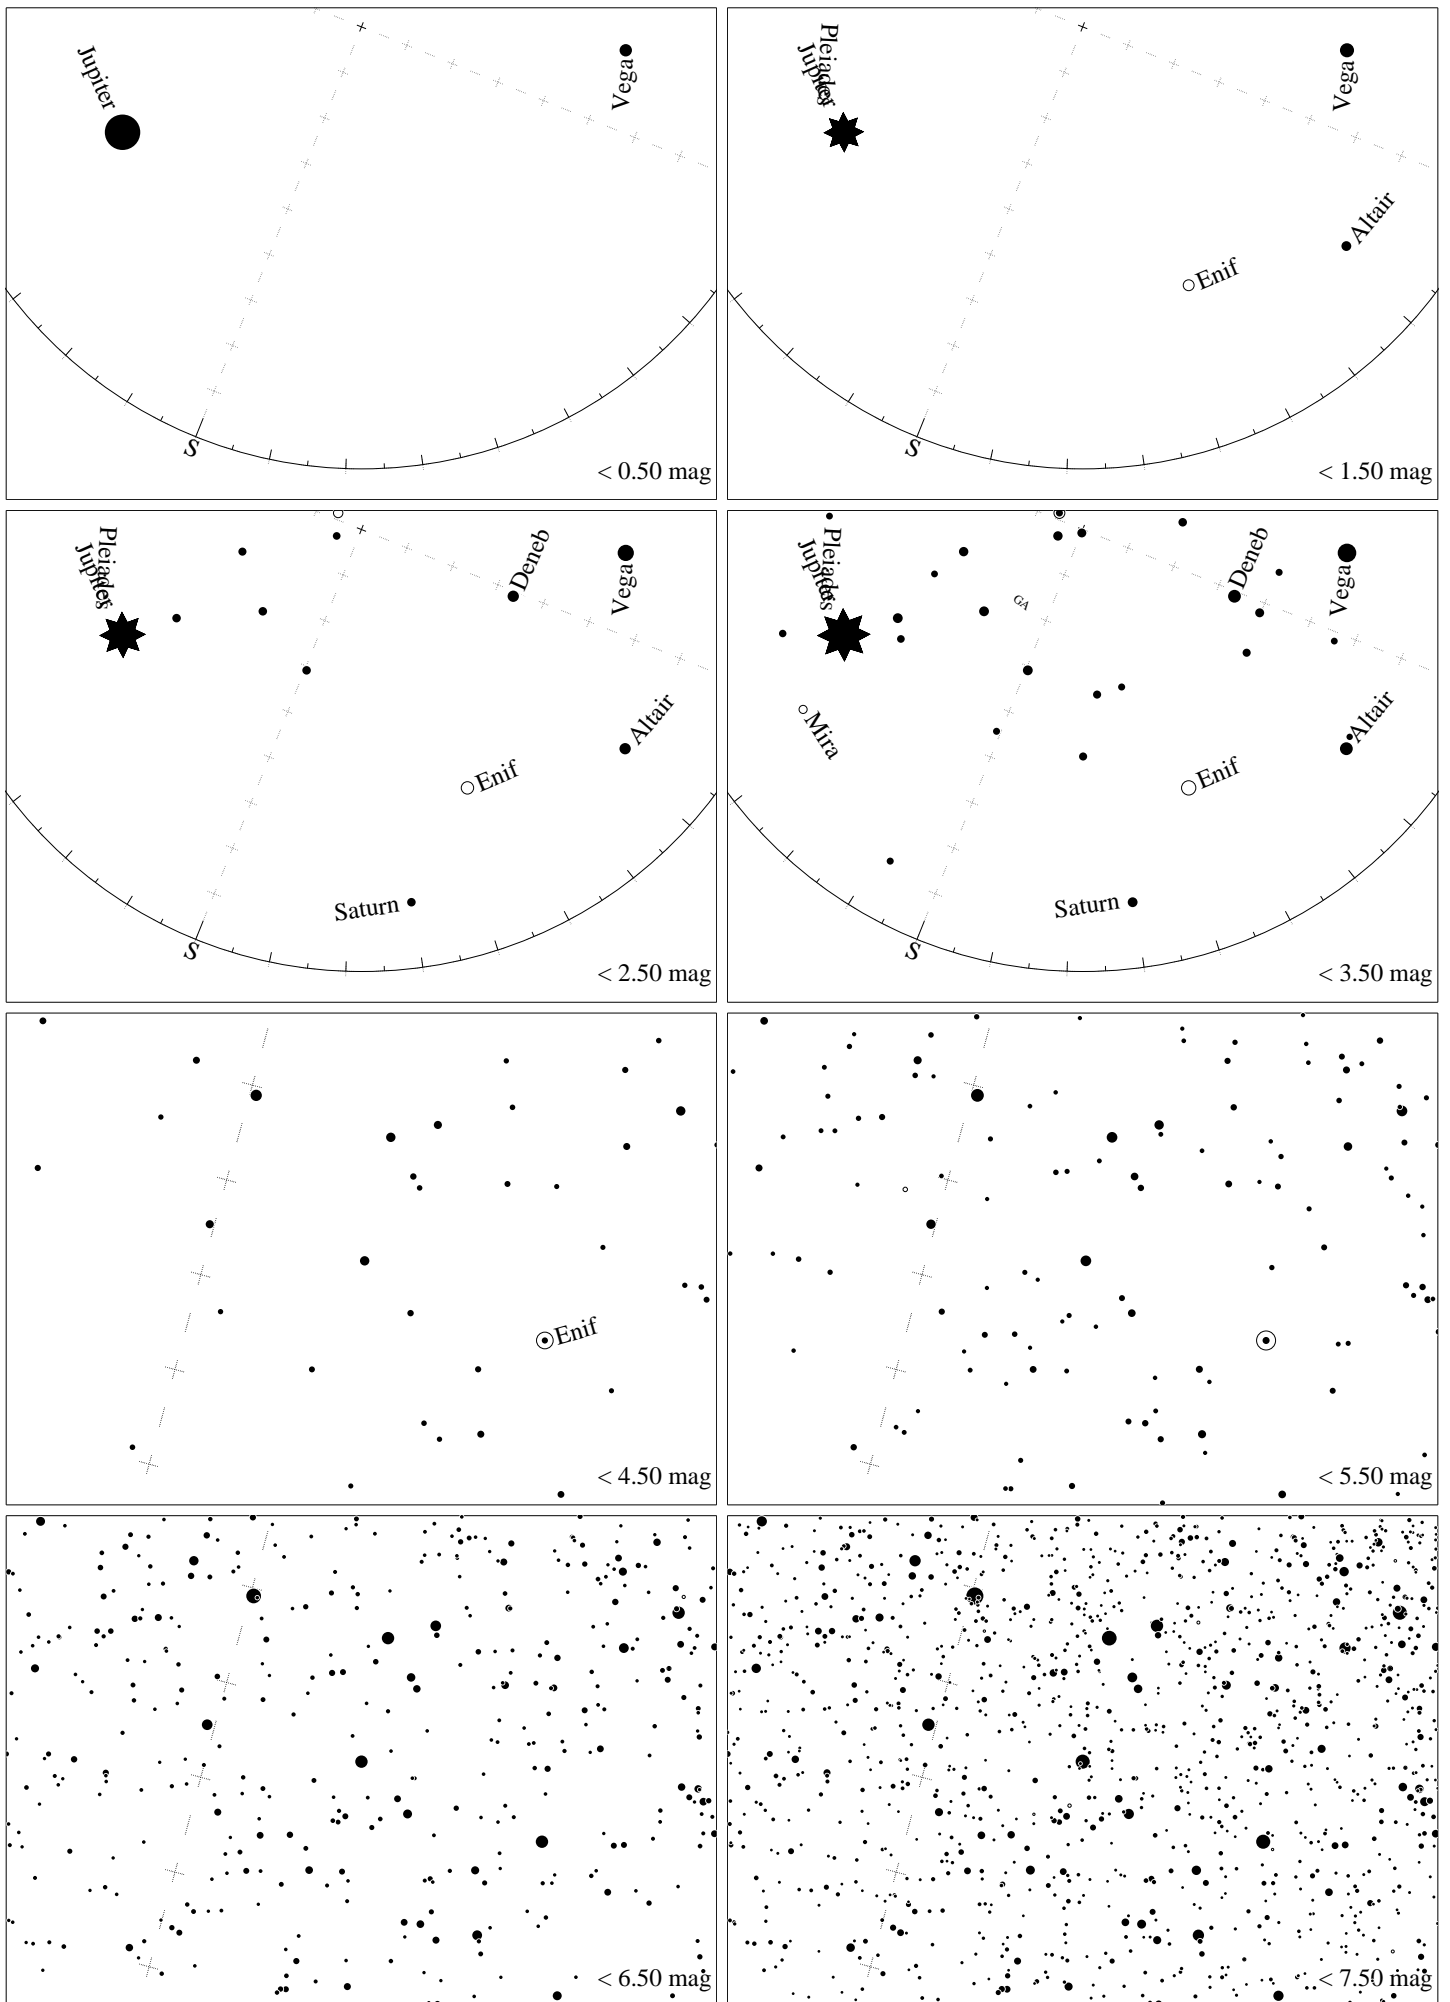 Jupiter
Vega
S
< 0.50 mag
Pleiades
Jupiter
Vega
Altair
Enif
S
< 1.50 mag
Pleiades
Jupiter
Deneb
Vega
Altair
Enif
Saturn
S
< 2.50 mag
Pleiades
Jupiter
Deneb
Vega
GA
Mira
Altair
Enif
Saturn
S
< 3.50 mag
Enif
< 4.50 mag
< 5.50 mag
< 6.50 mag
< 7.50 mag